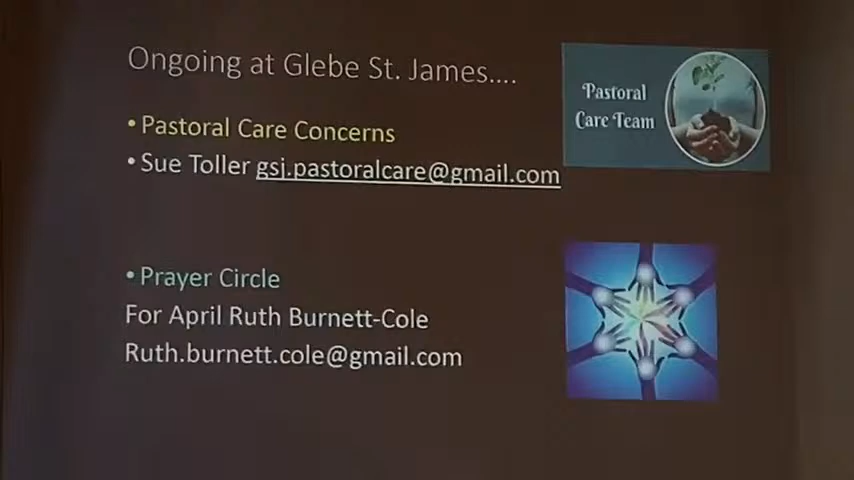 Ongoing at Glebe St. James....
• Pastoral Care Concerns
• Sue Toller gsj.pastoralcare@gmail.com
Pastoral
Care Team
• Prayer Circle
For April Ruth Burnett-Cole
Ruth.burnett.cole@gmail.com